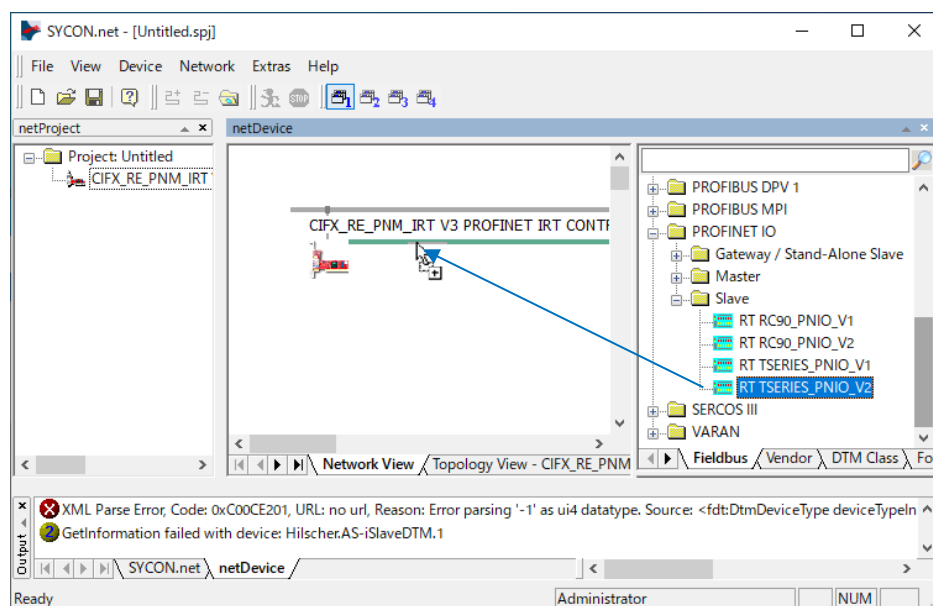 SYCON.net - [Untitled.spj]
File View Device Network Extras Help
1 2 3 4
netProject
netDevice
Project: Untitled
CIFX_RE_PNM_IRT
CIFX_RE_PNM_IRT V3 PROFINET IRT CONTR
PROFIBUS DPV 1
PROFIBUS MPI
PROFINET IO
Gateway / Stand-Alone Slave
Master
Slave
RT RC90_PNIO_V1
RT RC90_PNIO_V2
RT TSERIES_PNIO_V1
RT TSERIES_PNIO_V2
SERCOS III
VARAN
Network View Topology View - CIFX_RE_PNM
Fieldbus Vendor DTM Class Fo
Output
XML Parse Error, Code: 0xC00CE201, URL: no url, Reason: Error parsing '-1' as ui4 datatype. Source: <fdt:DtmDeviceType deviceTypeIn
2 GetInformation failed with device: Hilscher.AS-iSlaveDTM.1
SYCON.net netDevice
Ready Administrator NUM